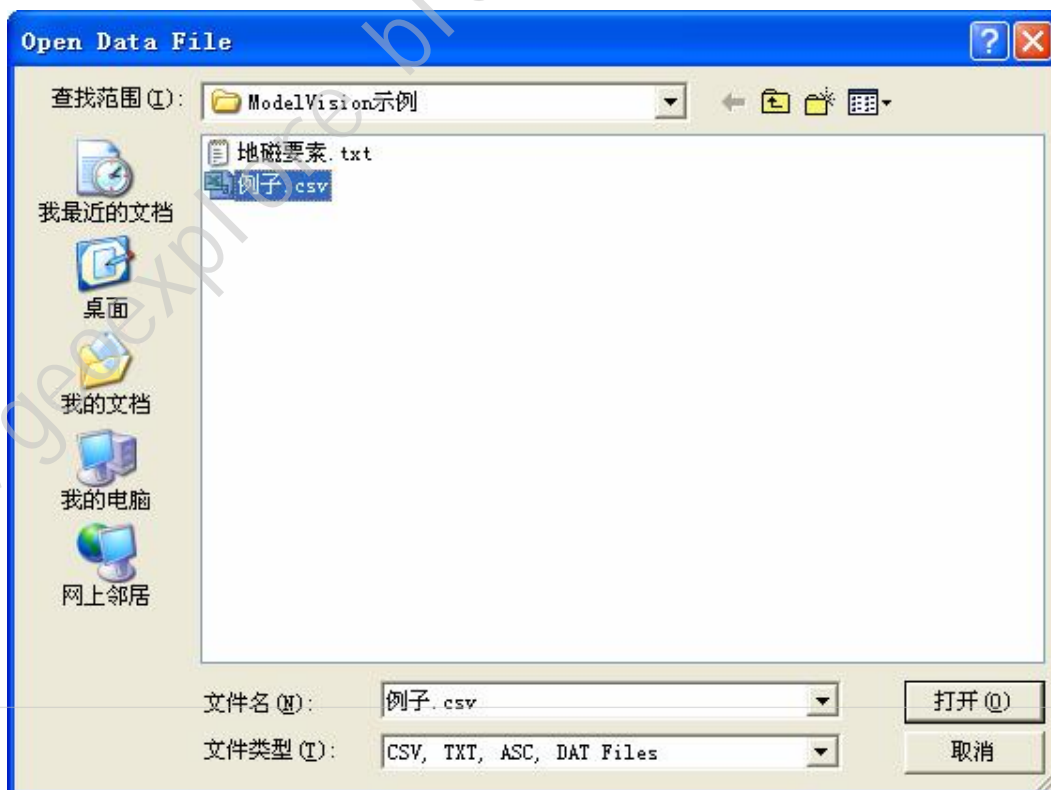 Open Data File
查找范围(I):
ModelVision示例
地磁要素.txt
例子.csv
我最近的文档
桌面
我的文档
我的电脑
网上邻居
文件名(N):
例子.csv
打开(O)
文件类型(T):
CSV, TXT, ASC, DAT Files
取消
geoexplore